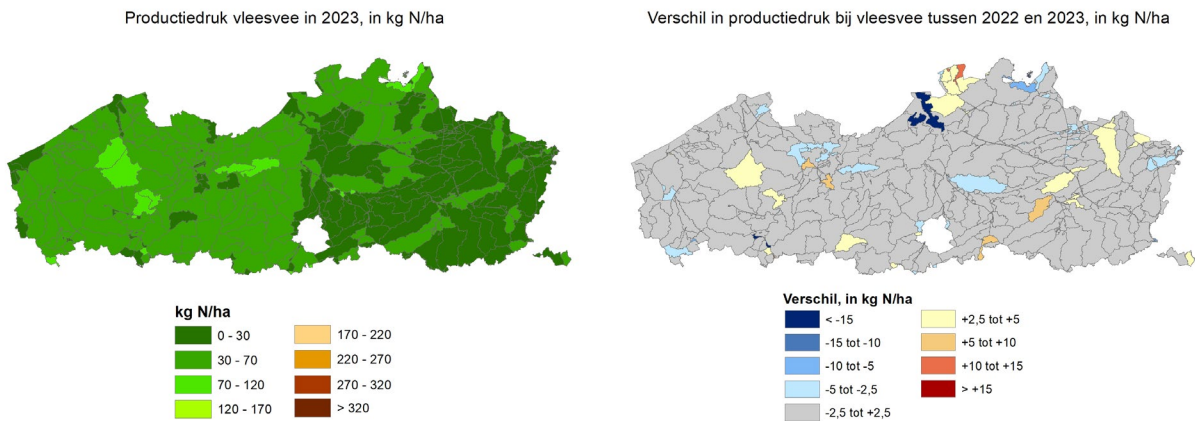 Productiedruk vleesvee in 2023, in kg N/ha
Verschil in productiedruk bij vleesvee tussen 2022 en 2023, in kg N/ha
kg N/ha
0 - 30
30 - 70
70 - 120
120 - 170
170 - 220
220 - 270
270 - 320
> 320
Verschil, in kg N/ha
< -15
-15 tot -10
-10 tot -5
-5 tot -2,5
-2,5 tot +2,5
+2,5 tot +5
+5 tot +10
+10 tot +15
> +15